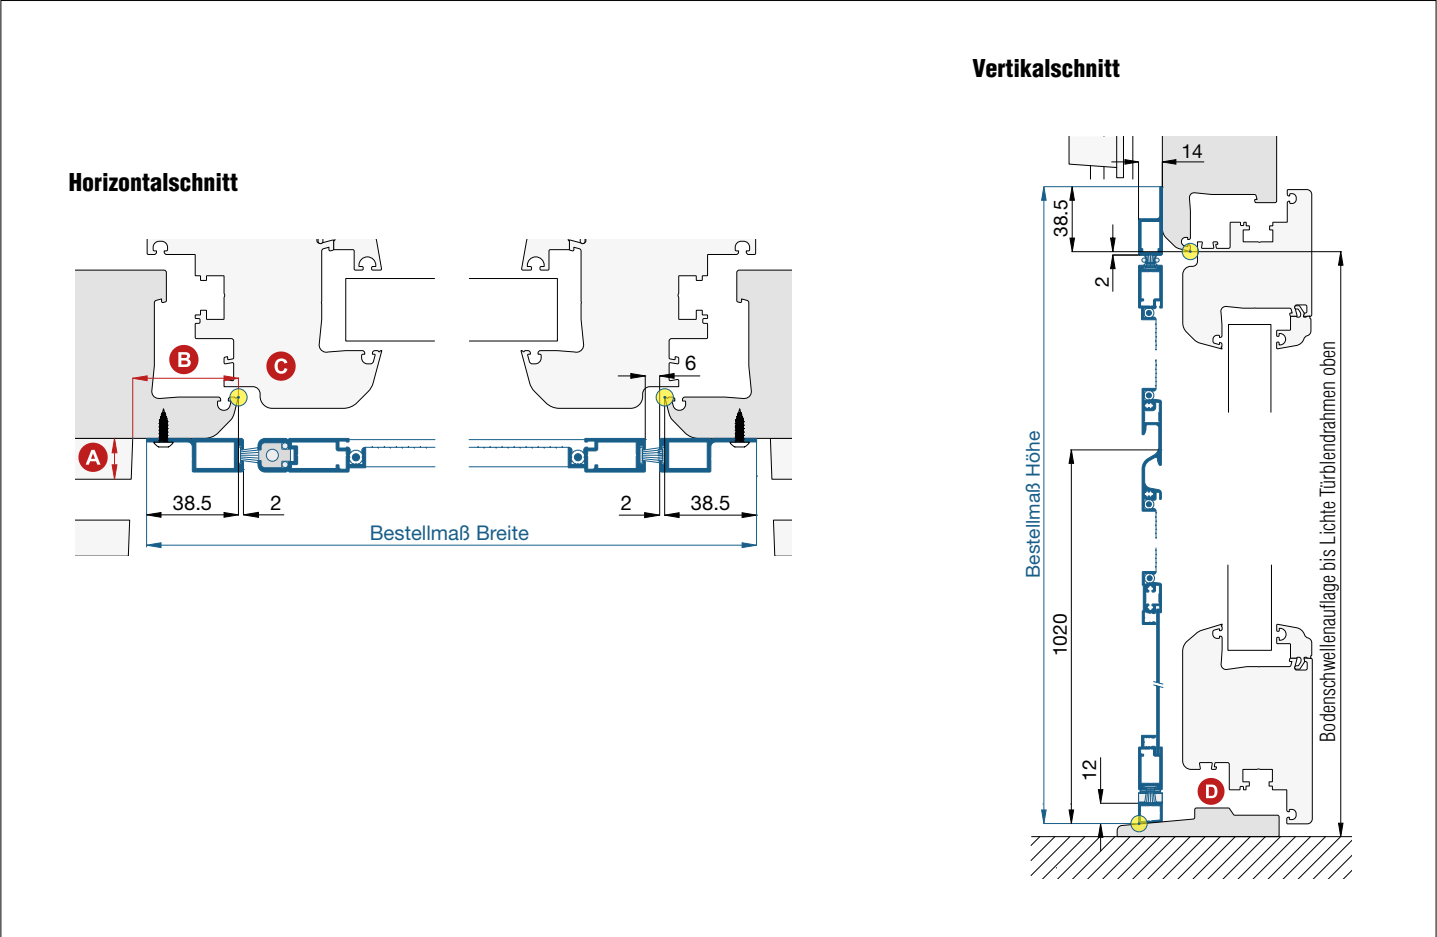 Vertikalschnitt
Horizontalschnitt
14
38.5
2
B
C
6
A
38.5
2
2
38.5
Bestellmaß Breite
Bestellmaß Höhe
1020
12
D
Bodenschwellenauflage bis Lichte Türblendrahmen oben